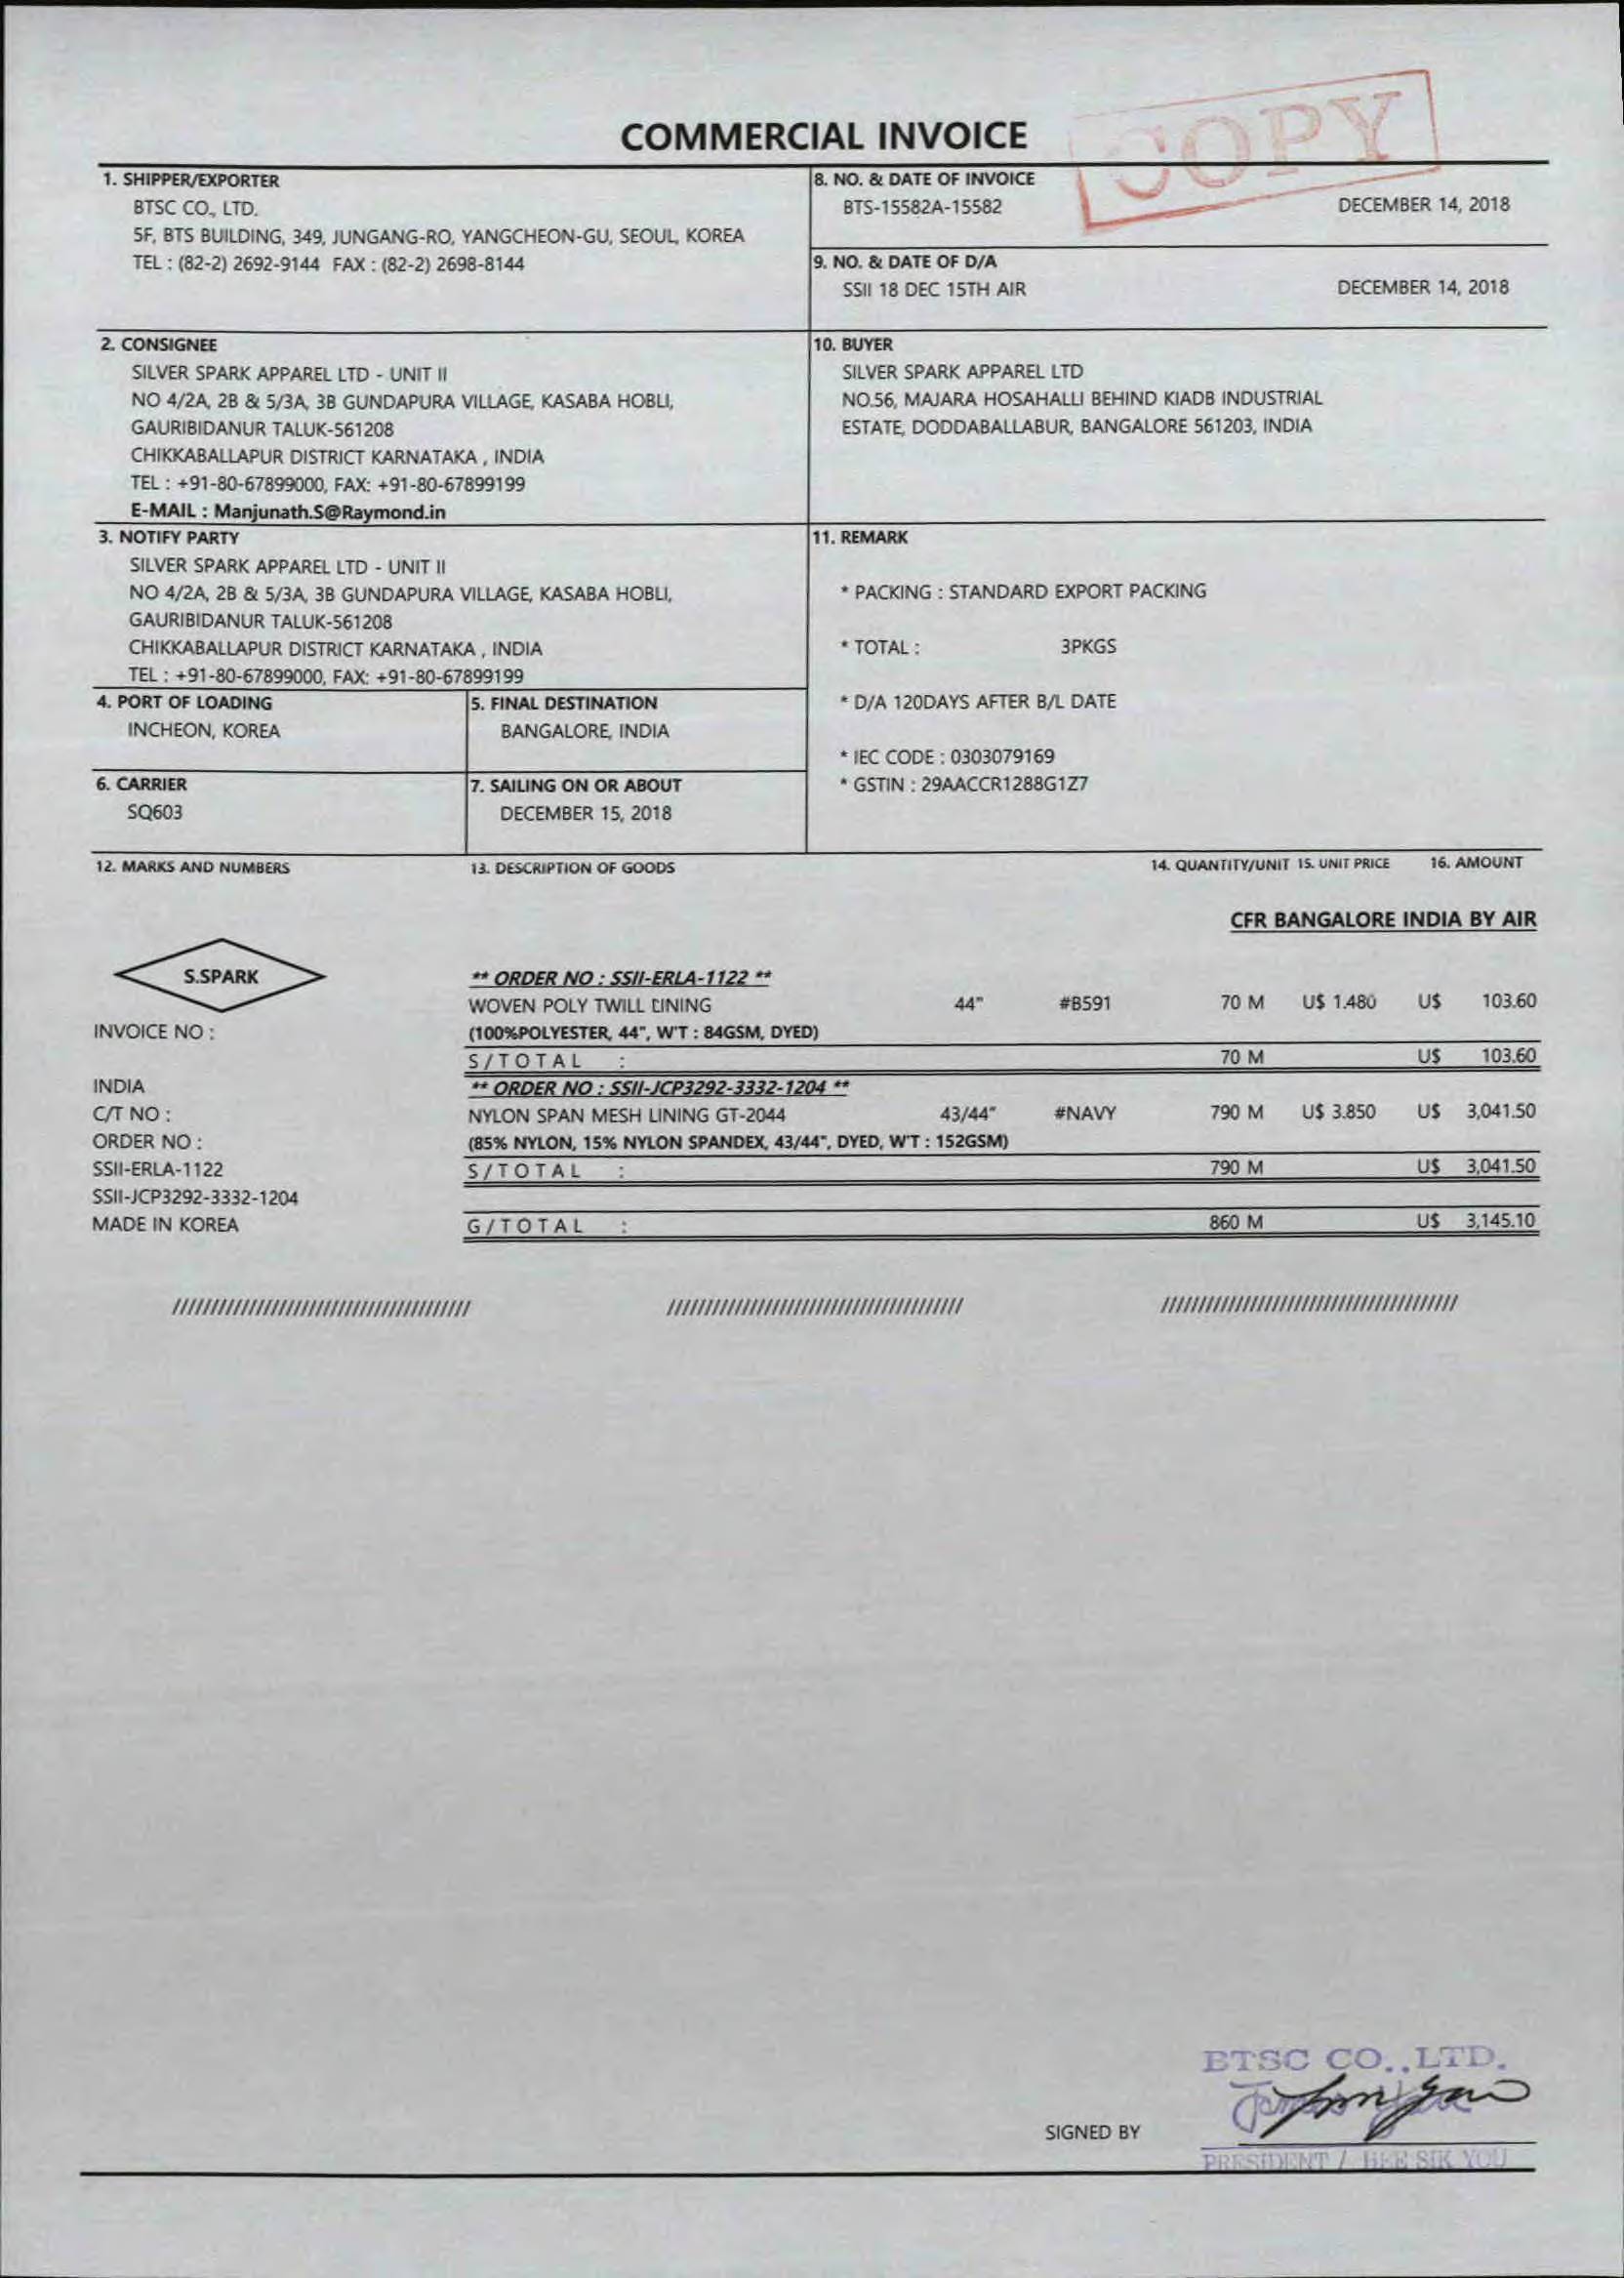 COPY
COMMERCIAL INVOICE
1. SHIPPER/EXPORTER
BTSC CO., LTD.
5F, BTS BUILDING, 349, JUNGANG-RO, YANGCHEON-GU, SEOUL, KOREA
TEL : (82-2) 2692-9144 FAX : (82-2) 2698-8144
8. NO. & DATE OF INVOICE
BTS-15582A-15582 DECEMBER 14, 2018
9. NO. & DATE OF D/A
SSII 18 DEC 15TH AIR DECEMBER 14, 2018
2. CONSIGNEE
SILVER SPARK APPAREL LTD - UNIT II
NO 4/2A, 2B & 5/3A, 3B GUNDAPURA VILLAGE, KASABA HOBLI,
GAURIBIDANUR TALUK-561208
CHIKKABALLAPUR DISTRICT KARNATAKA , INDIA
TEL : +91-80-67899000, FAX: +91-80-67899199
E-MAIL : Manjunath.S@Raymond.in
10. BUYER
SILVER SPARK APPAREL LTD
NO.56, MAJARA HOSAHALLI BEHIND KIADB INDUSTRIAL
ESTATE, DODDABALLABUR, BANGALORE 561203, INDIA
3. NOTIFY PARTY
SILVER SPARK APPAREL LTD - UNIT II
NO 4/2A, 2B & 5/3A, 3B GUNDAPURA VILLAGE, KASABA HOBLI,
GAURIBIDANUR TALUK-561208
CHIKKABALLAPUR DISTRICT KARNATAKA , INDIA
TEL : +91-80-67899000, FAX: +91-80-67899199
11. REMARK
* PACKING : STANDARD EXPORT PACKING
* TOTAL : 3PKGS
* D/A 120DAYS AFTER B/L DATE
* IEC CODE : 0303079169
* GSTIN : 29AACCR1288G1Z7
4. PORT OF LOADING
INCHEON, KOREA
5. FINAL DESTINATION
BANGALORE, INDIA
6. CARRIER
SQ603
7. SAILING ON OR ABOUT
DECEMBER 15, 2018
12. MARKS AND NUMBERS 13. DESCRIPTION OF GOODS 14. QUANTITY/UNIT 15. UNIT PRICE 16. AMOUNT
CFR BANGALORE INDIA BY AIR
S.SPARK
INVOICE NO :
INDIA
C/T NO :
ORDER NO :
SSII-ERLA-1122
SSII-JCP3292-3332-1204
MADE IN KOREA
** ORDER NO : SSII-ERLA-1122 **
WOVEN POLY TWILL LINING 44" #B591 70 M U$ 1.480 U$ 103.60
(100%POLYESTER, 44", W'T : 84GSM, DYED)
S/TOTAL : 70 M U$ 103.60
** ORDER NO : SSII-JCP3292-3332-1204 **
NYLON SPAN MESH LINING GT-2044 43/44" #NAVY 790 M U$ 3.850 U$ 3,041.50
(85% NYLON, 15% NYLON SPANDEX, 43/44", DYED, W'T : 152GSM)
S/TOTAL : 790 M U$ 3,041.50
G/TOTAL : 860 M U$ 3,145.10
//////////////////////////////////////// //////////////////////////////////////// ////////////////////////////////////////
BTSC CO.,LTD.
SIGNED BY
PRESIDENT / HEE SIK YOU